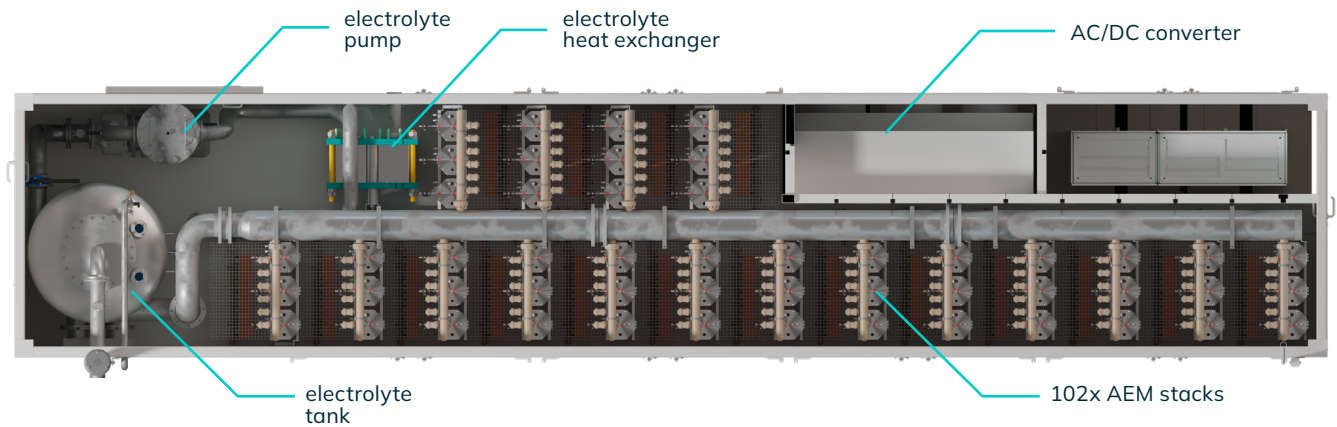 electrolyte
pump
electrolyte
heat exchanger
AC/DC converter
electrolyte
tank
102x AEM stacks